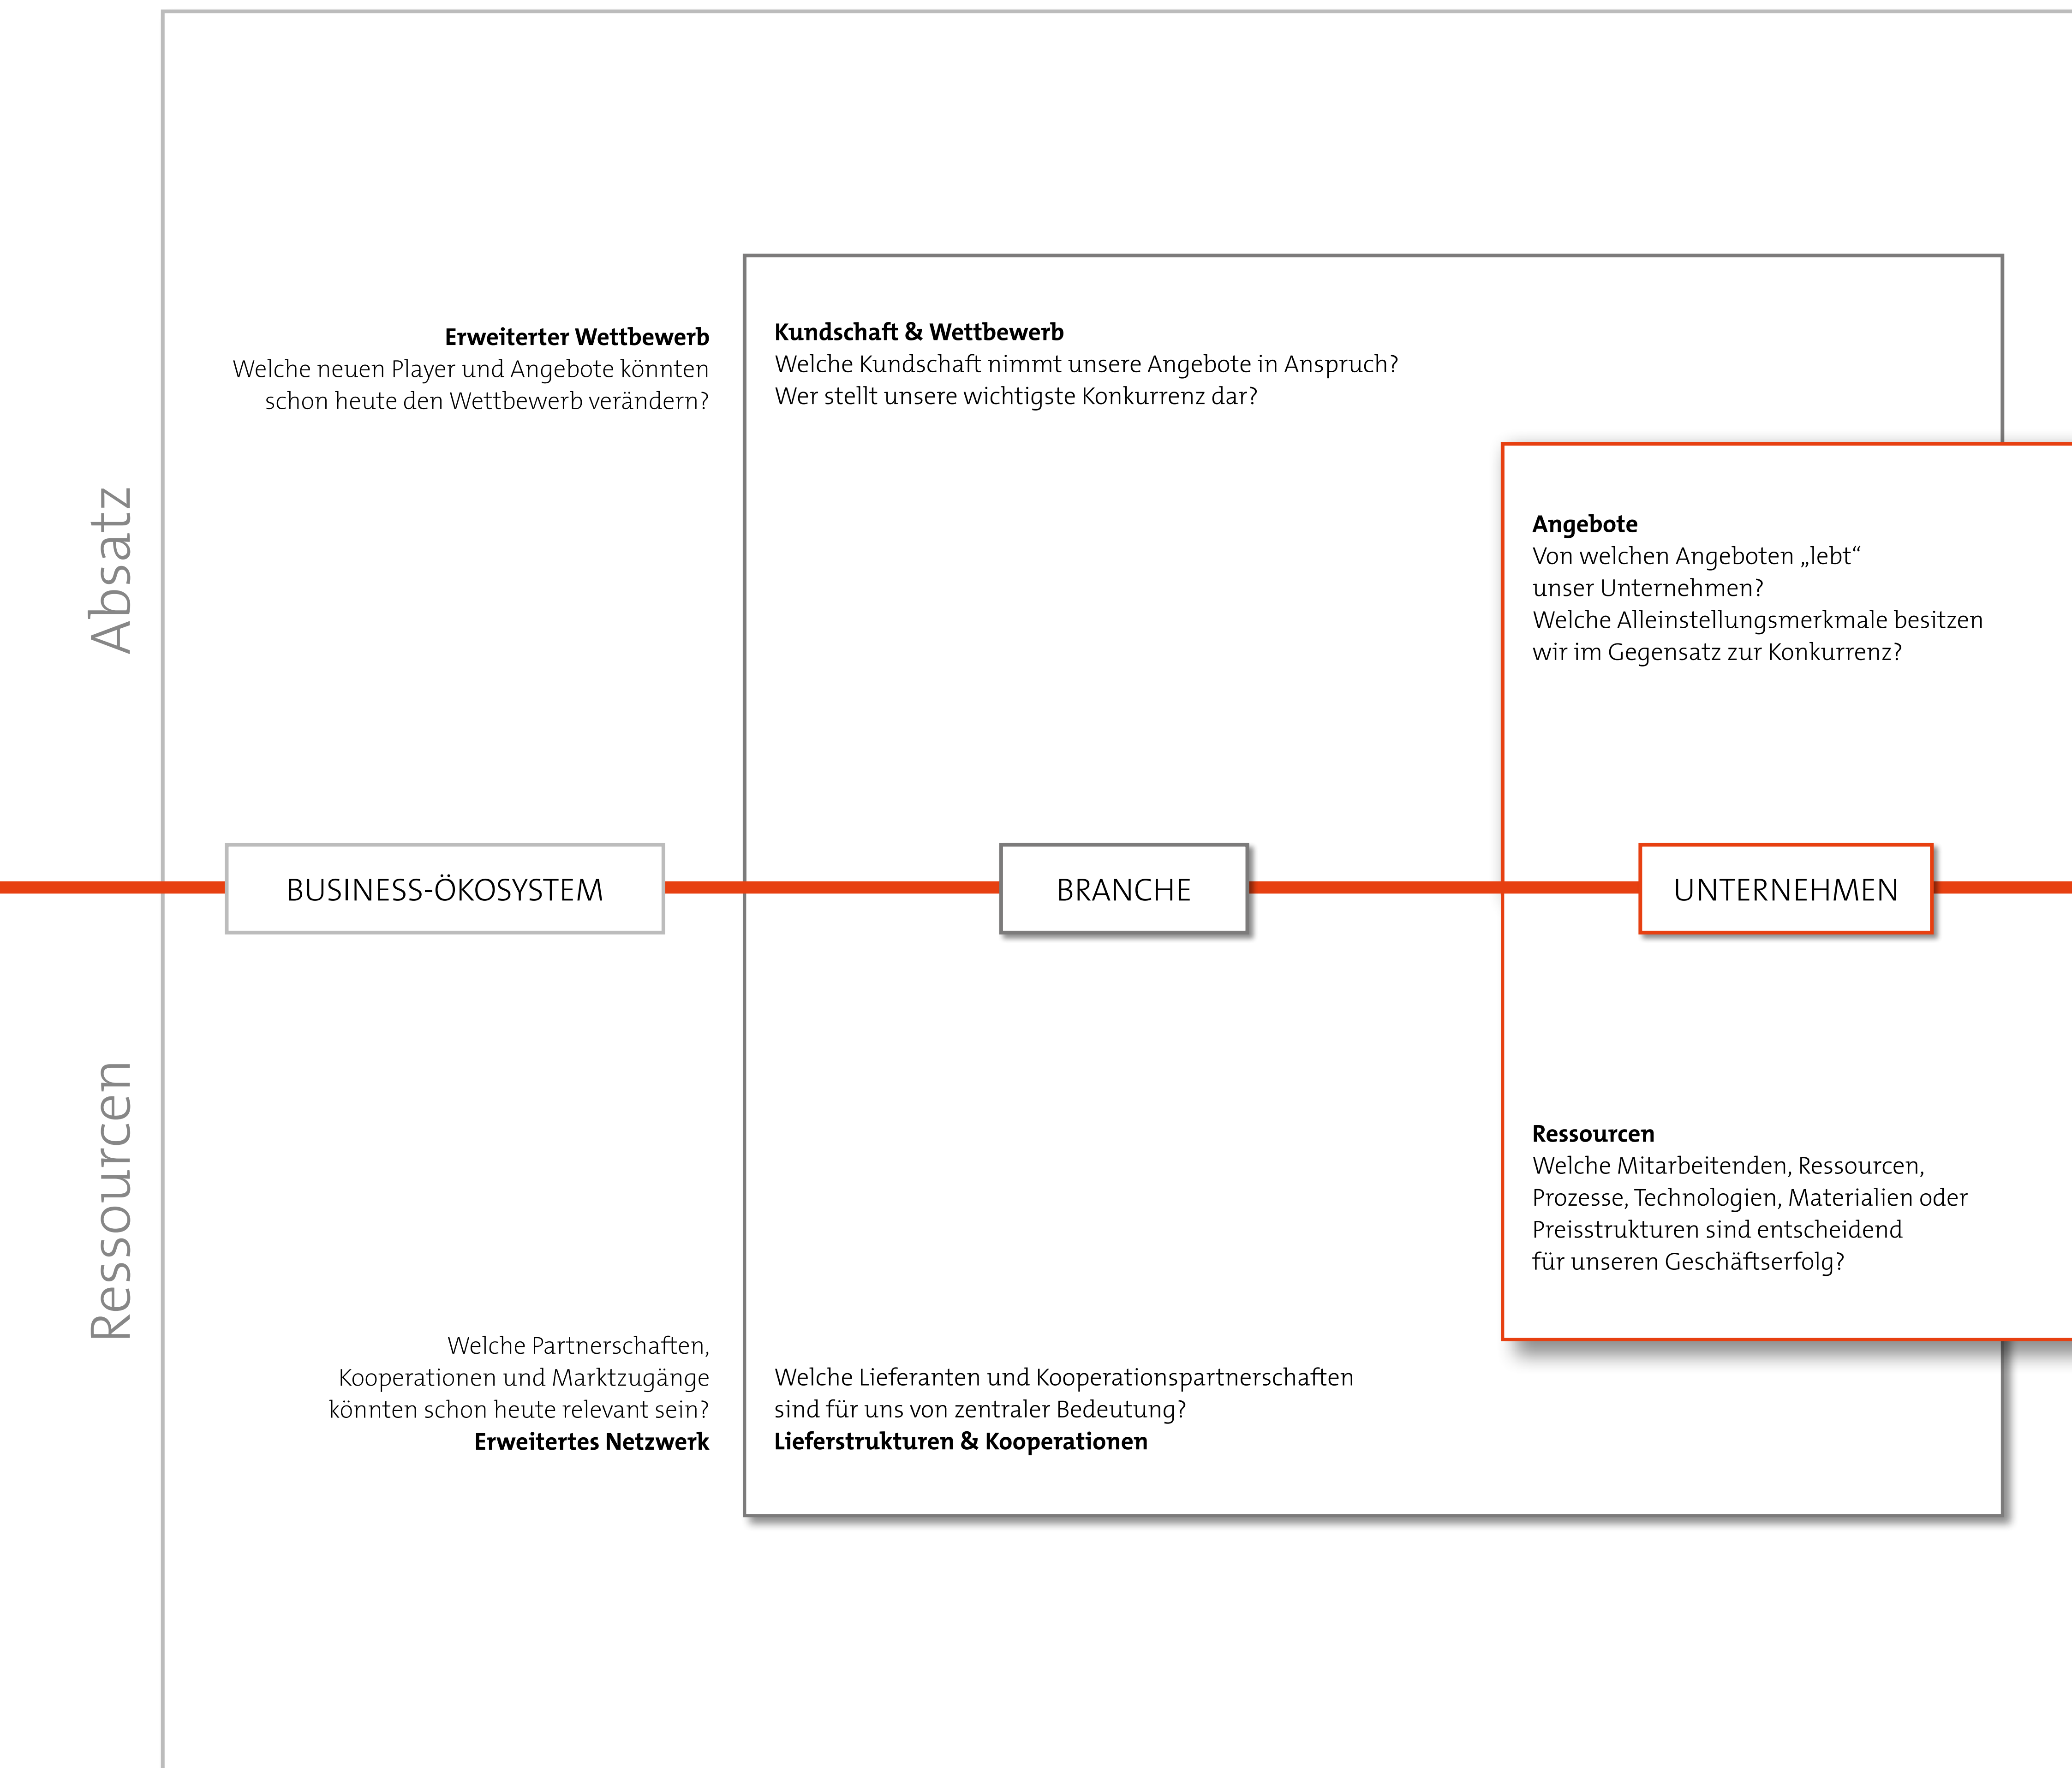 Absatz
Erweiterter Wettbewerb
Welche neuen Player und Angebote könnten
schon heute den Wettbewerb verändern?
Kundschaft & Wettbewerb
Welche Kundschaft nimmt unsere Angebote in Anspruch?
Wer stellt unsere wichtigste Konkurrenz dar?
Angebote
Von welchen Angeboten „lebt“
unser Unternehmen?
Welche Alleinstellungsmerkmale besitzen
wir im Gegensatz zur Konkurrenz?
BUSINESS-ÖKOSYSTEM
BRANCHE
UNTERNEHMEN
Ressourcen
Welche Partnerschaften,
Kooperationen und Marktzugänge
könnten schon heute relevant sein?
Erweitertes Netzwerk
Welche Lieferanten und Kooperationspartnerschaften
sind für uns von zentraler Bedeutung?
Lieferstrukturen & Kooperationen
Ressourcen
Welche Mitarbeitenden, Ressourcen,
Prozesse, Technologien, Materialien oder
Preisstrukturen sind entscheidend
für unseren Geschäftserfolg?